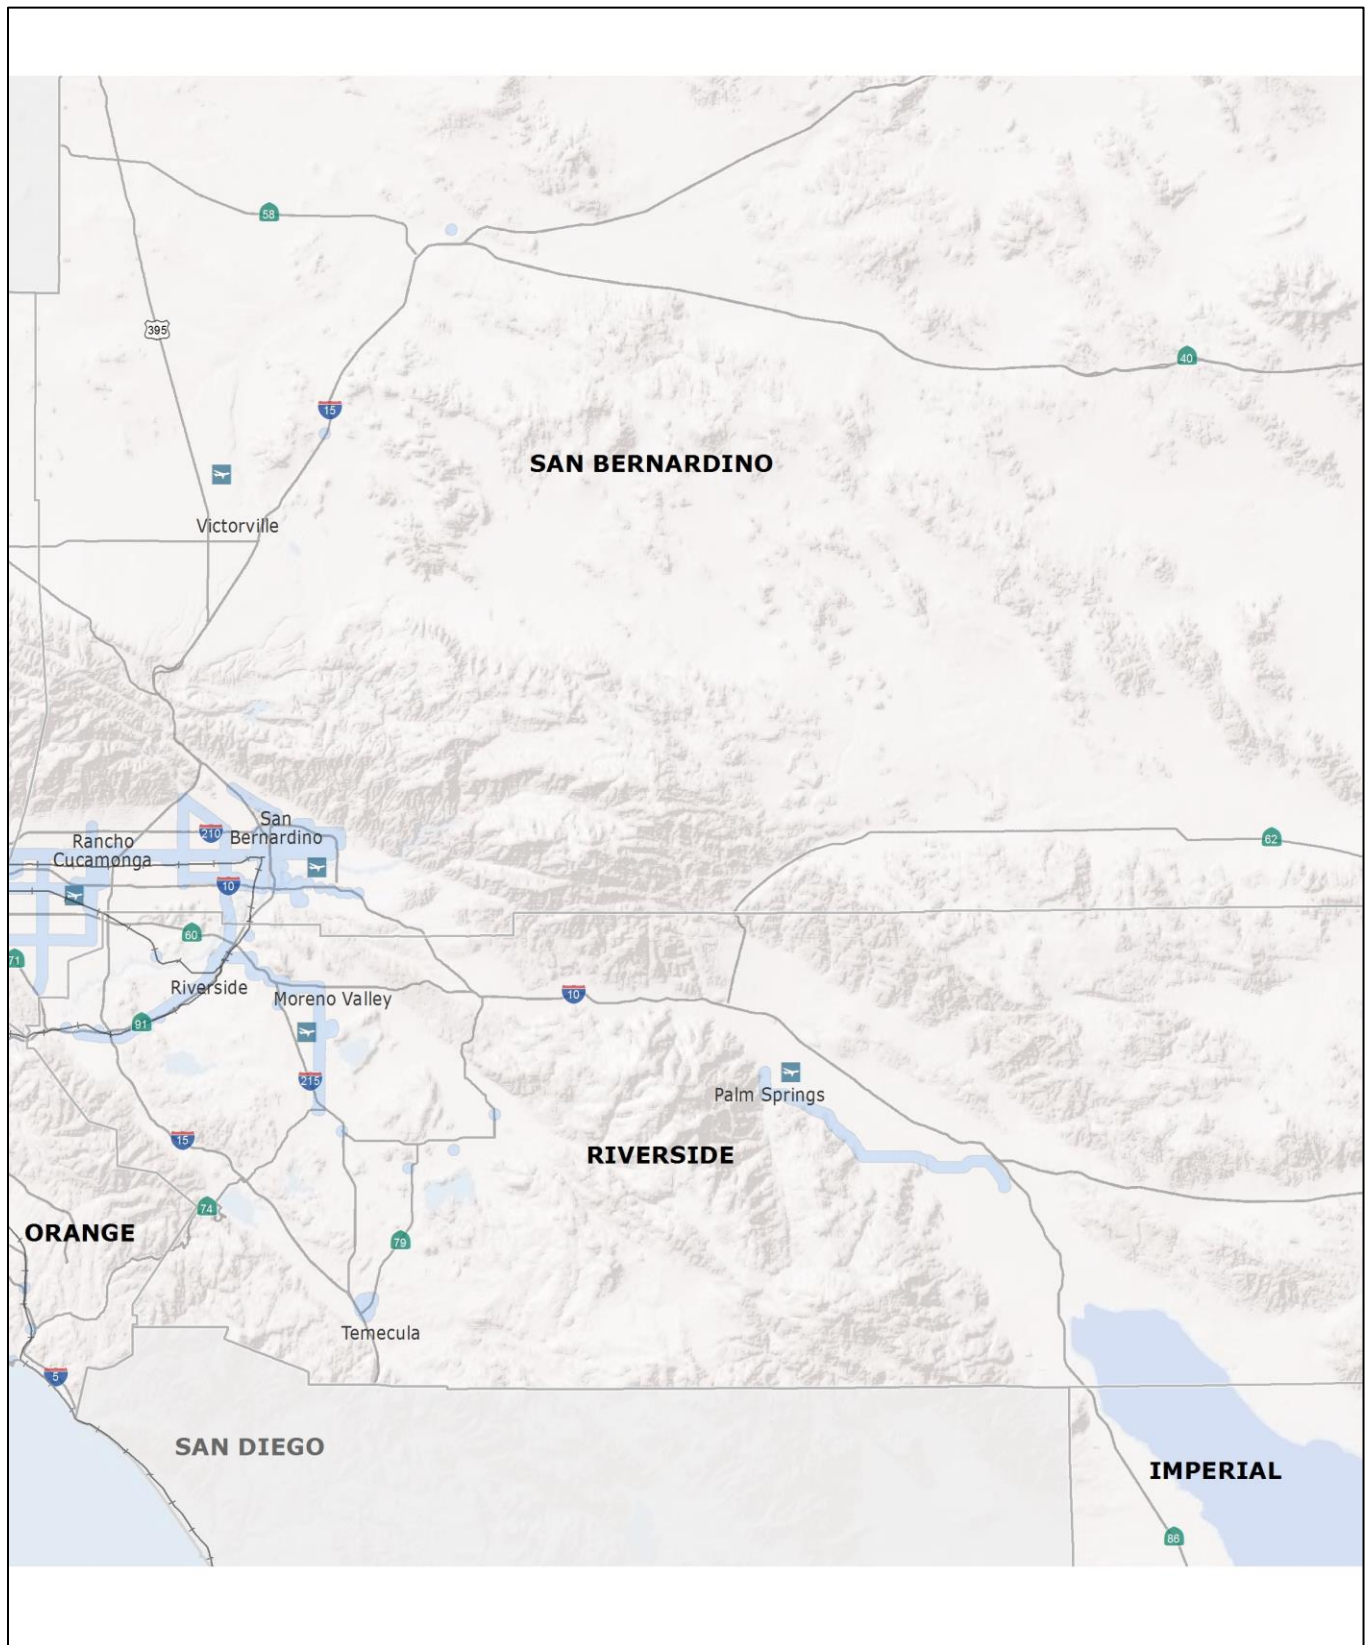 58
395
40
15
SAN BERNARDINO
Victorville
San
Bernardino
210
Rancho
Cucamonga
62
10
60
71
Riverside
Moreno Valley
10
91
215
Palm Springs
15
RIVERSIDE
74
ORANGE
79
Temecula
5
SAN DIEGO
IMPERIAL
86